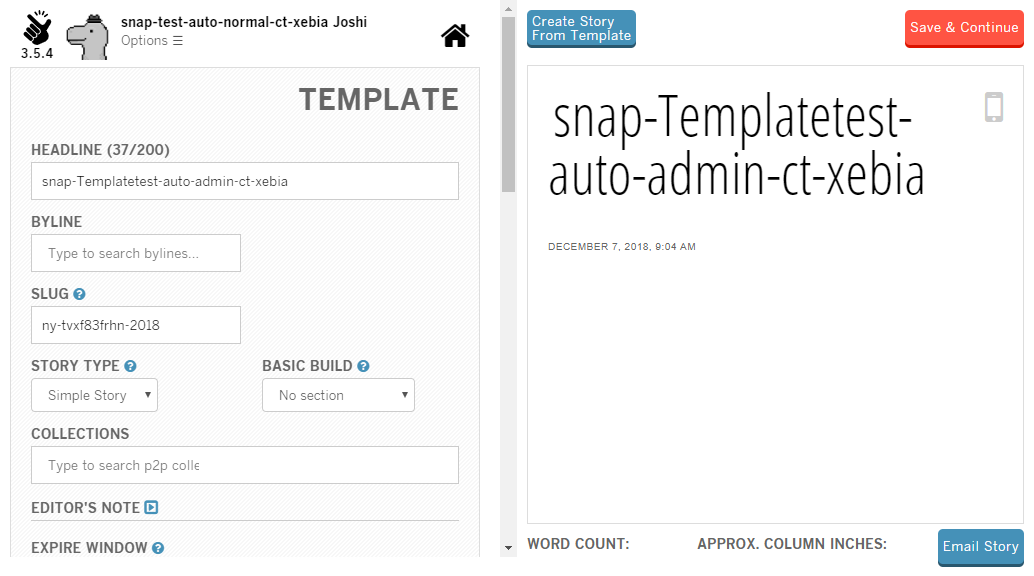 snap-test-auto-normal-ct-xebia Joshi
Options ☰
3.5.4
TEMPLATE
HEADLINE (37/200)
snap-Templatetest-auto-admin-ct-xebia
BYLINE
Type to search bylines...
SLUG ?
ny-tvxf83frhn-2018
STORY TYPE ?
BASIC BUILD ?
Simple Story
No section
COLLECTIONS
Type to search p2p colle
EDITOR'S NOTE
EXPIRE WINDOW ?
Create Story
From Template
Save & Continue
snap-Templatetest-
auto-admin-ct-xebia
DECEMBER 7, 2018, 9:04 AM
WORD COUNT:
APPROX. COLUMN INCHES:
Email Story